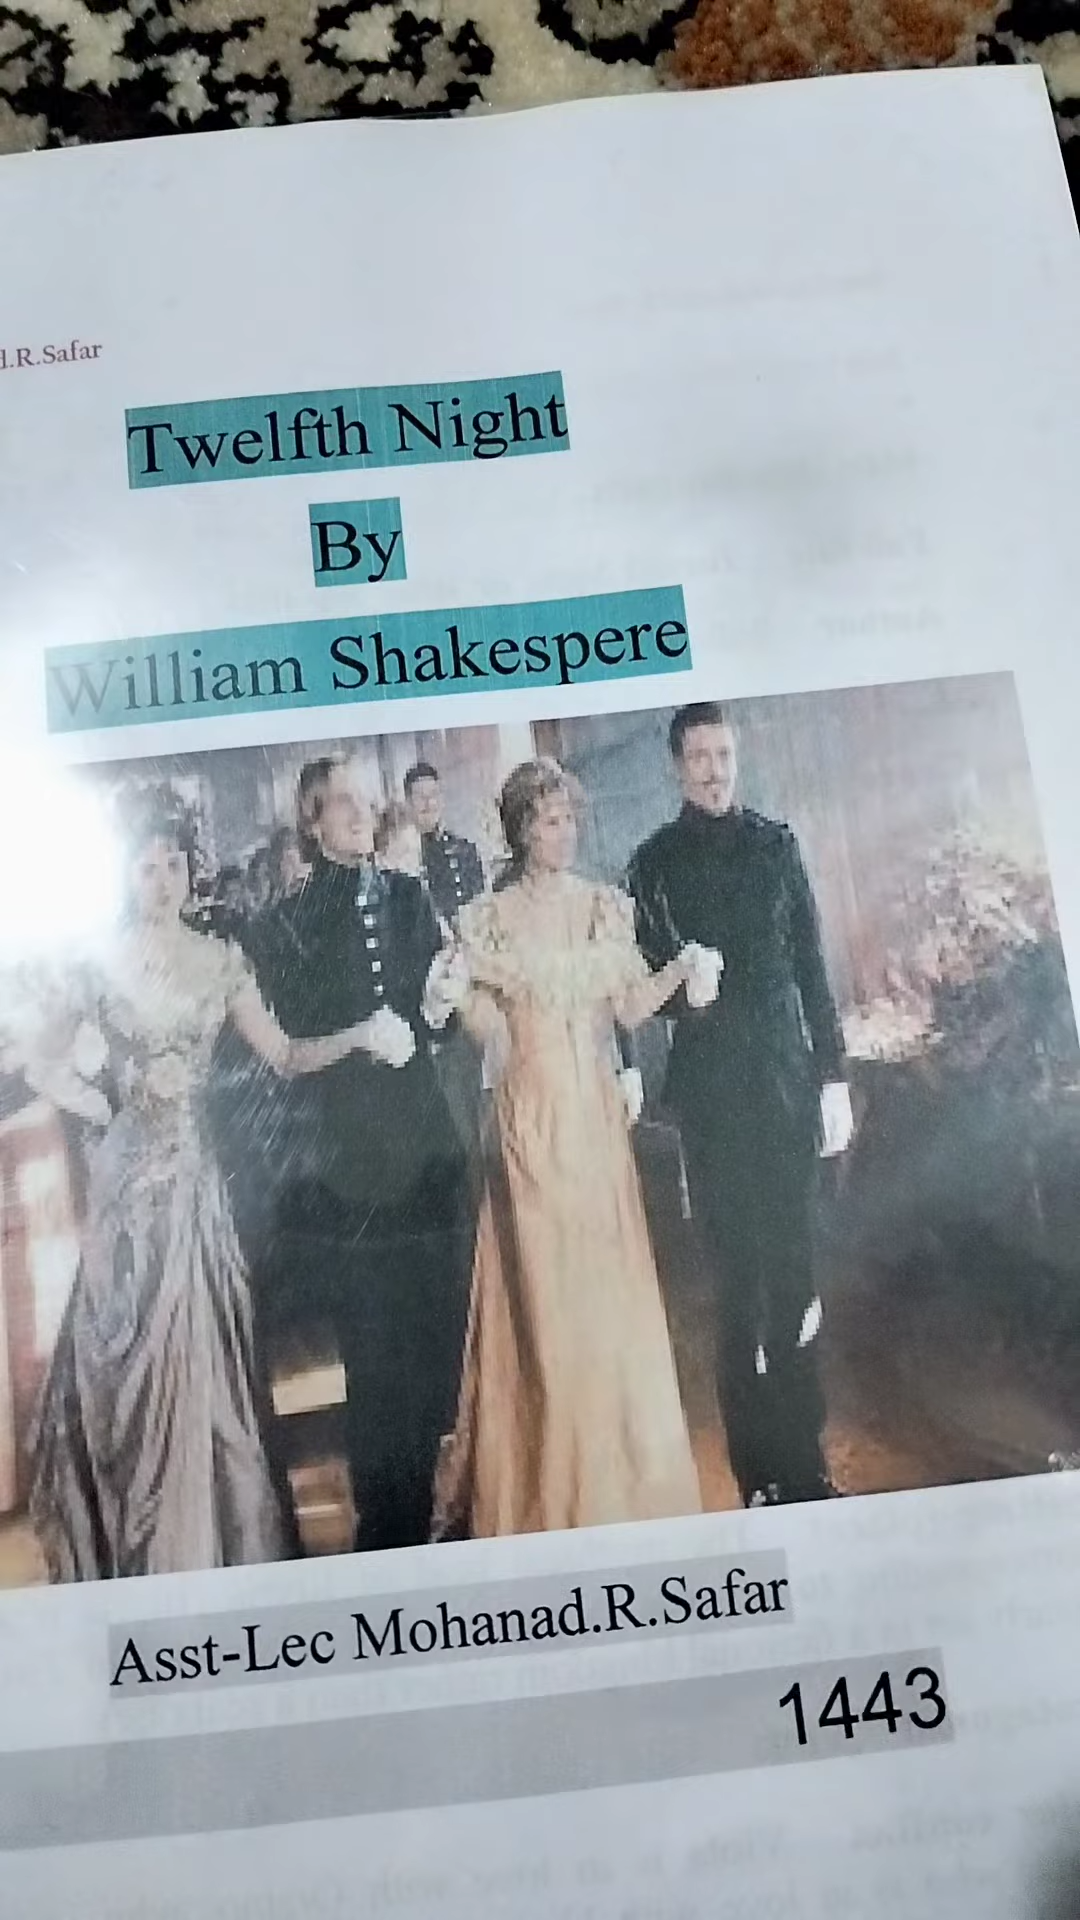 d.R.Safar
Twelfth Night
By
William Shakespere
Asst-Lec Mohanad.R.Safar
1443